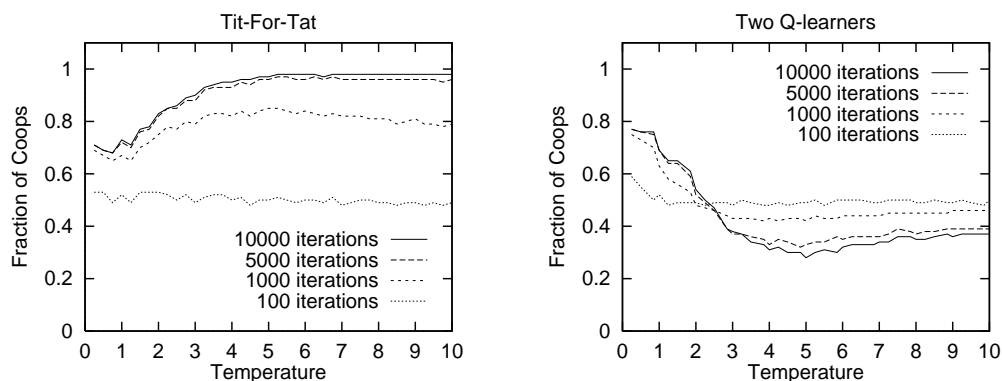 Tit-For-Tat
Fraction of Coops
1
0.8
0.6
0.4
0.2
0
10000 iterations
5000 iterations
1000 iterations
100 iterations
0 1 2 3 4 5 6 7 8 9 10
Temperature
Two Q-learners
Fraction of Coops
1
0.8
0.6
0.4
0.2
0
10000 iterations
5000 iterations
1000 iterations
100 iterations
0 1 2 3 4 5 6 7 8 9 10
Temperature